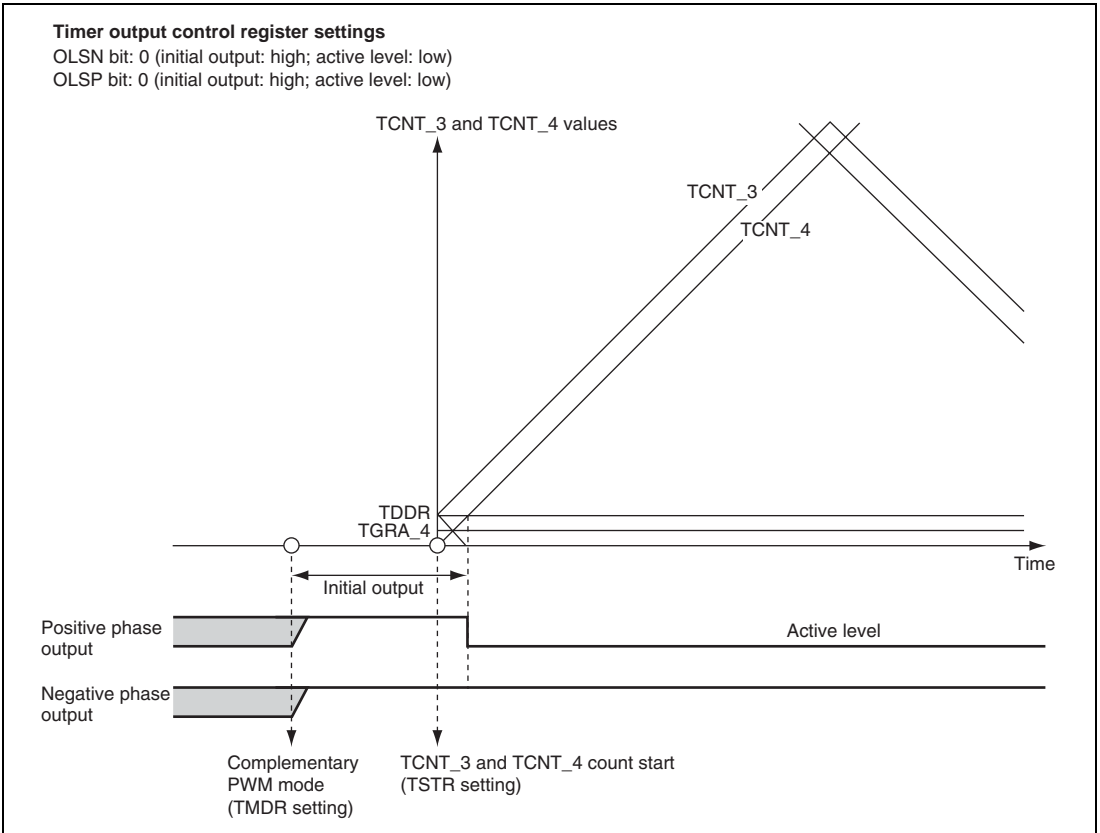 Timer output control register settings
OLSN bit: 0 (initial output: high; active level: low)
OLSP bit: 0 (initial output: high; active level: low)
TCNT_3 and TCNT_4 values
TCNT_3
TCNT_4
TDDR
TGRA_4
Time
Initial output
Positive phase
output
Active level
Negative phase
output
Complementary
PWM mode
(TMDR setting)
TCNT_3 and TCNT_4 count start
(TSTR setting)